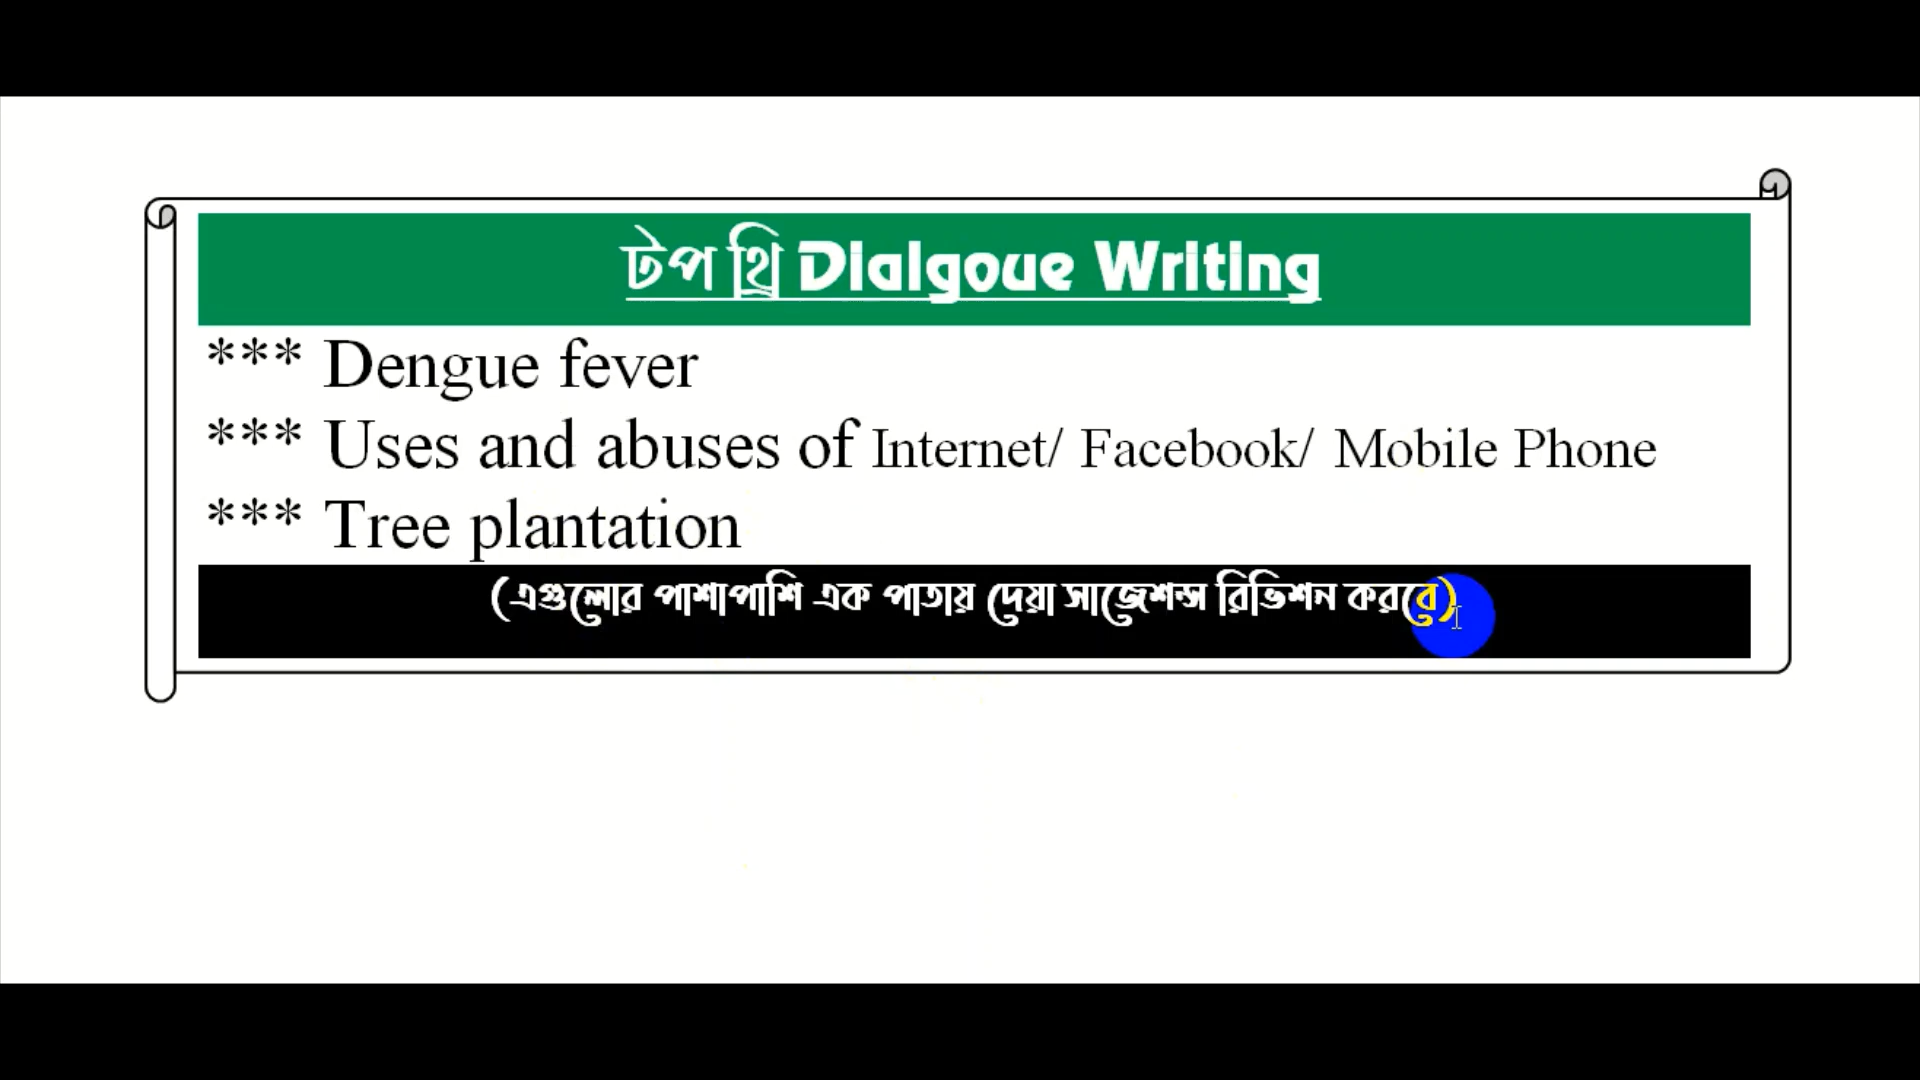 টপ থ্রি Dialgoue Writing
*** Dengue fever
*** Uses and abuses of Internet/ Facebook/ Mobile Phone
*** Tree plantation
(এগুলোর পাশাপাশি এক পাতায় দেয়া সাজেশন্স রিভিশন করবে)